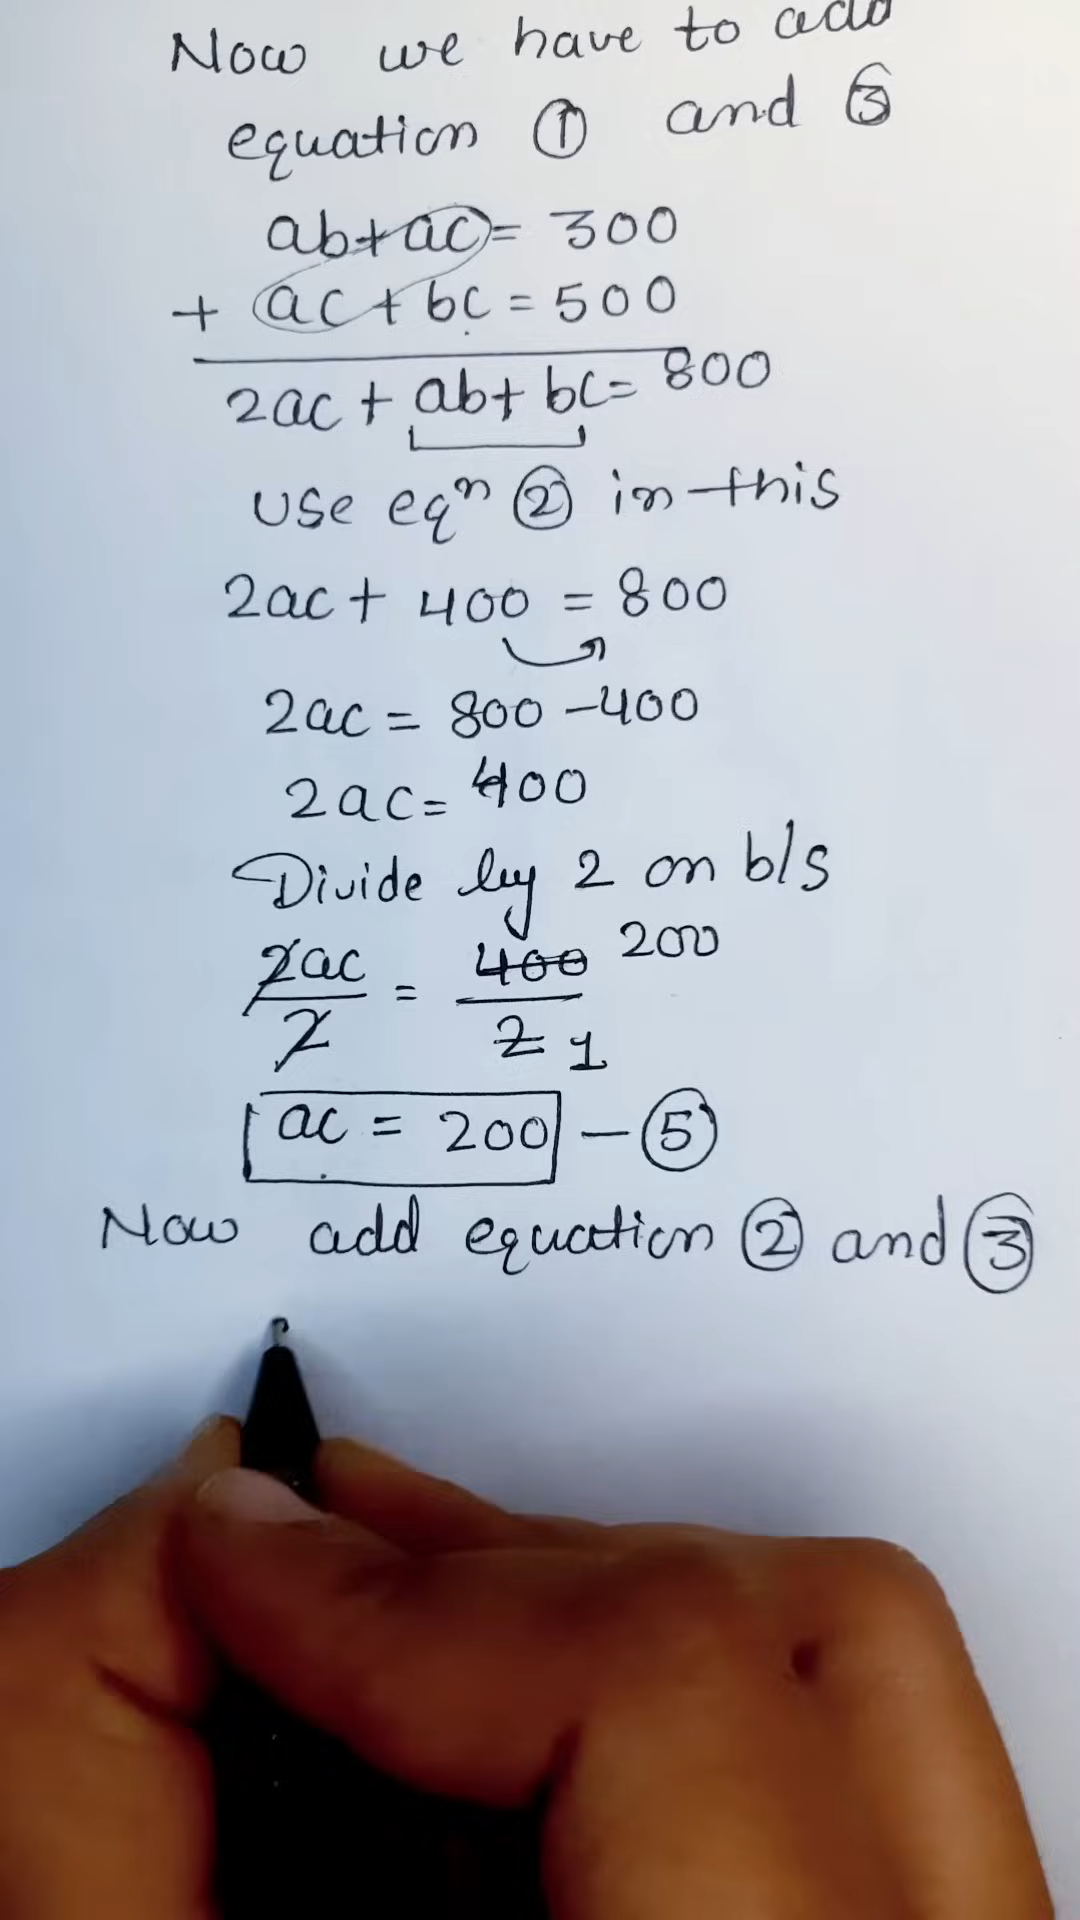 Now we have to add
equation ① and ③
ab+ac = 300
+ ac + bc = 500
2ac + ab + bc = 800
use eqⁿ ② in this
2ac + 400 = 800
2ac = 800 - 400
2ac = 400
Divide by 2 on b/s
2ac/2 = 400/2 200 1
ac = 200 - ⑤
Now add equation ② and ③